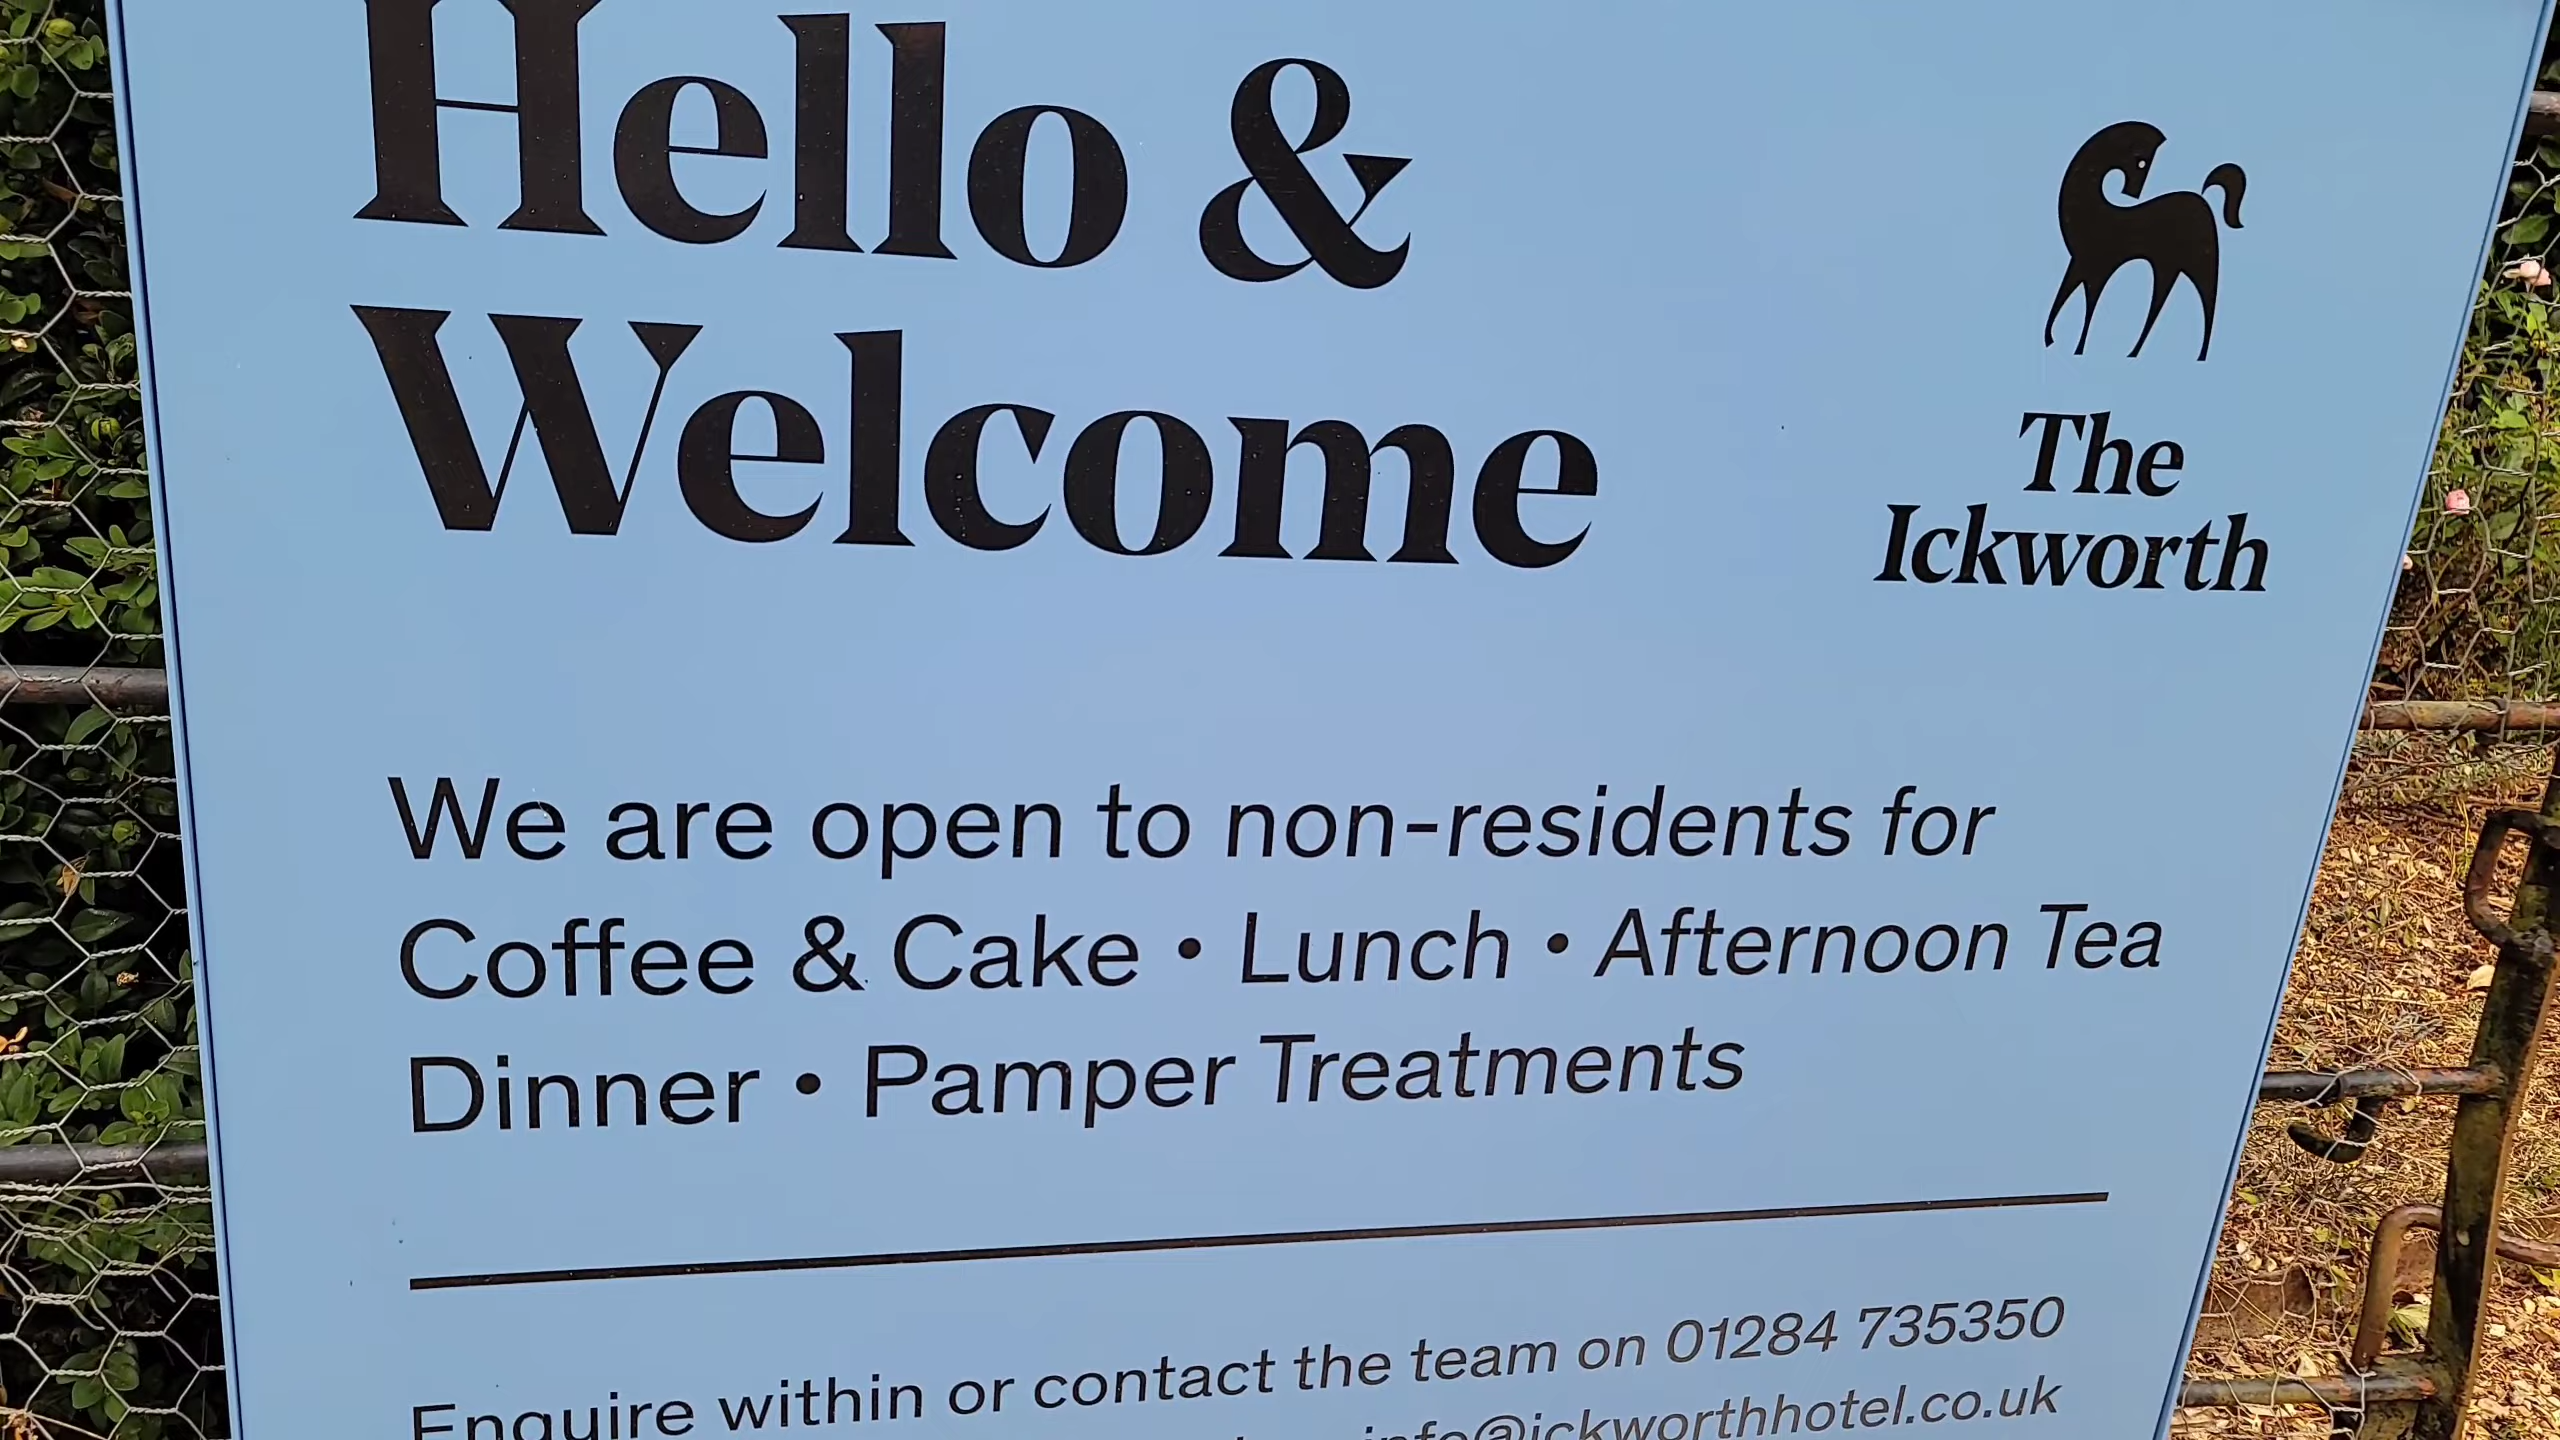 Hello &
Welcome
The
Ickworth
We are open to non-residents for
Coffee & Cake • Lunch • Afternoon Tea
Dinner • Pamper Treatments
Enquire within or contact the team on 01284 735350
info@ickworthhotel.co.uk